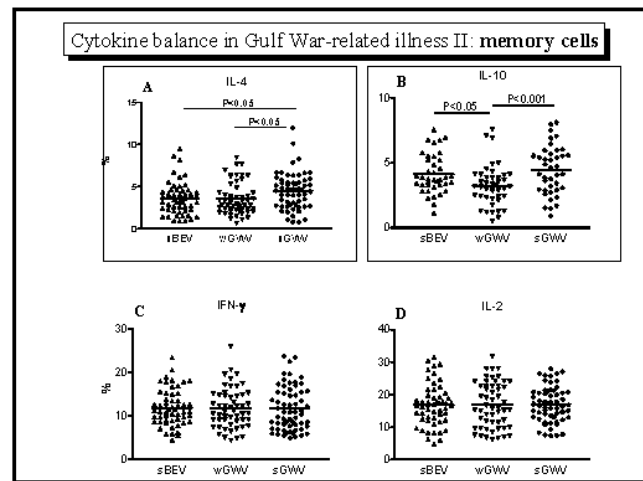 Cytokine balance in Gulf War-related illness II: memory cells
A
IL-4
P<0.05
P<0.05
15
10
5
0
%
sBEV wGWV sGWV
B
IL-10
P<0.05 P<0.001
10
5
0
sBEV wGWV sGWV
C
IFN-γ
30
20
10
0
%
sBEV wGWV sGWV
D
IL-2
40
30
20
10
0
sBEV wGWV sGWV